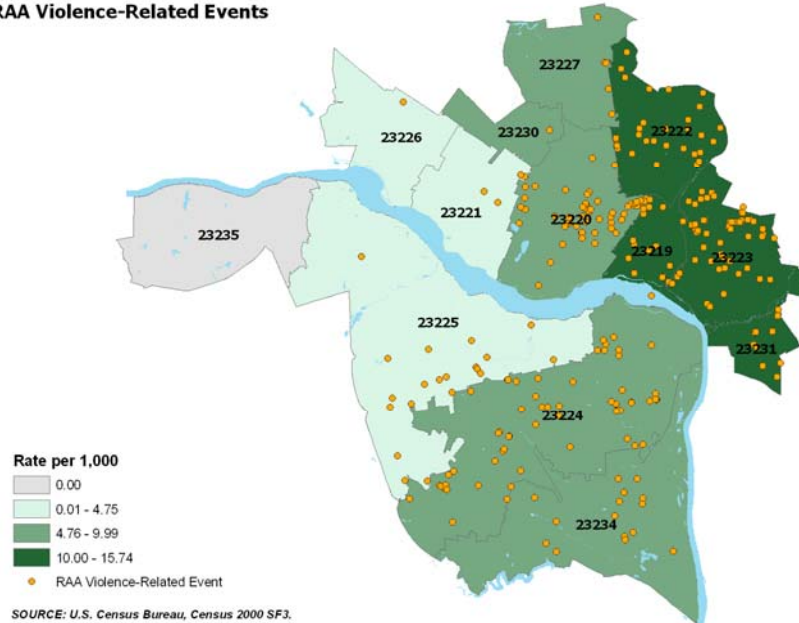 RAA Violence-Related Events
23227
23222
23230
23226
23221
23220
23235
23219
23223
23225
23231
23224
23234
Rate per 1,000
0.00
0.01 - 4.75
4.76 - 9.99
10.00 - 15.74
RAA Violence-Related Event
SOURCE: U.S. Census Bureau, Census 2000 SF3.